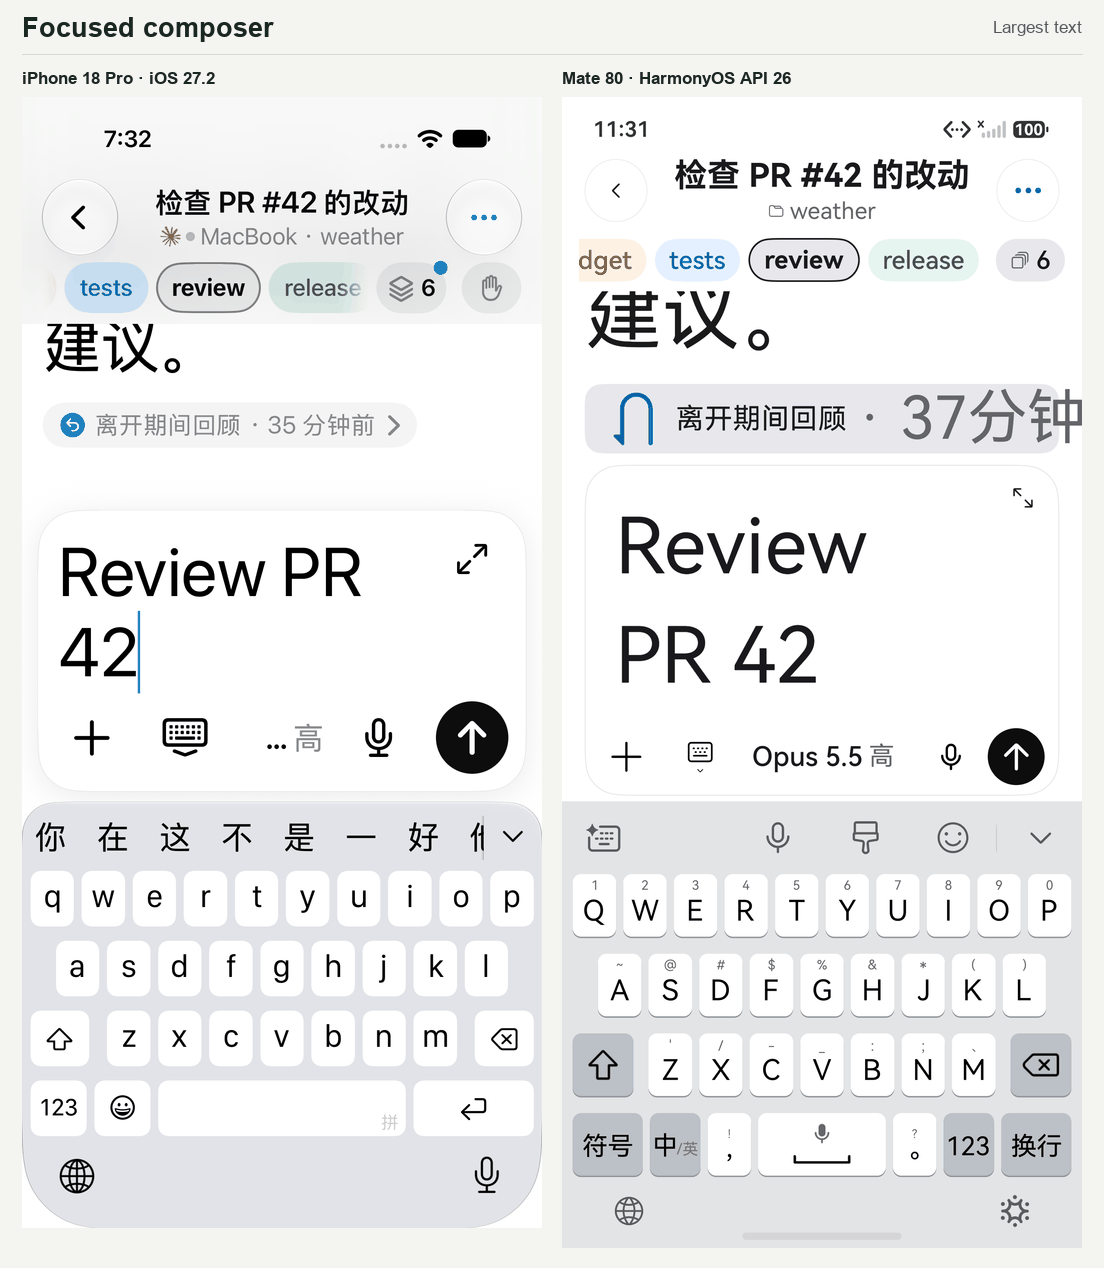 Focused composer
Largest text
iPhone 18 Pro · iOS 27.2
7:32
检查 PR #42 的改动
MacBook · weather
tests review release 6
建议。
离开期间回顾 · 35 分钟前
Review PR
42
... 高
你 在 这 不 是 一 好
q w e r t y u i o p
a s d f g h j k l
z x c v b n m
123
拼
Mate 80 · HarmonyOS API 26
11:31
100
检查 PR #42 的改动
weather
dget tests review release 6
建议。
离开期间回顾 · 37分钟
Review
PR 42
Opus 5.5 高
1 2 3 4 5 6 7 8 9 0
Q W E R T Y U I O P
~ @ # $ % & * ( )
A S D F G H J K L
' / - _ : ; 、
Z X C V B N M
! ?
符号 中/英 , 。 123 换行